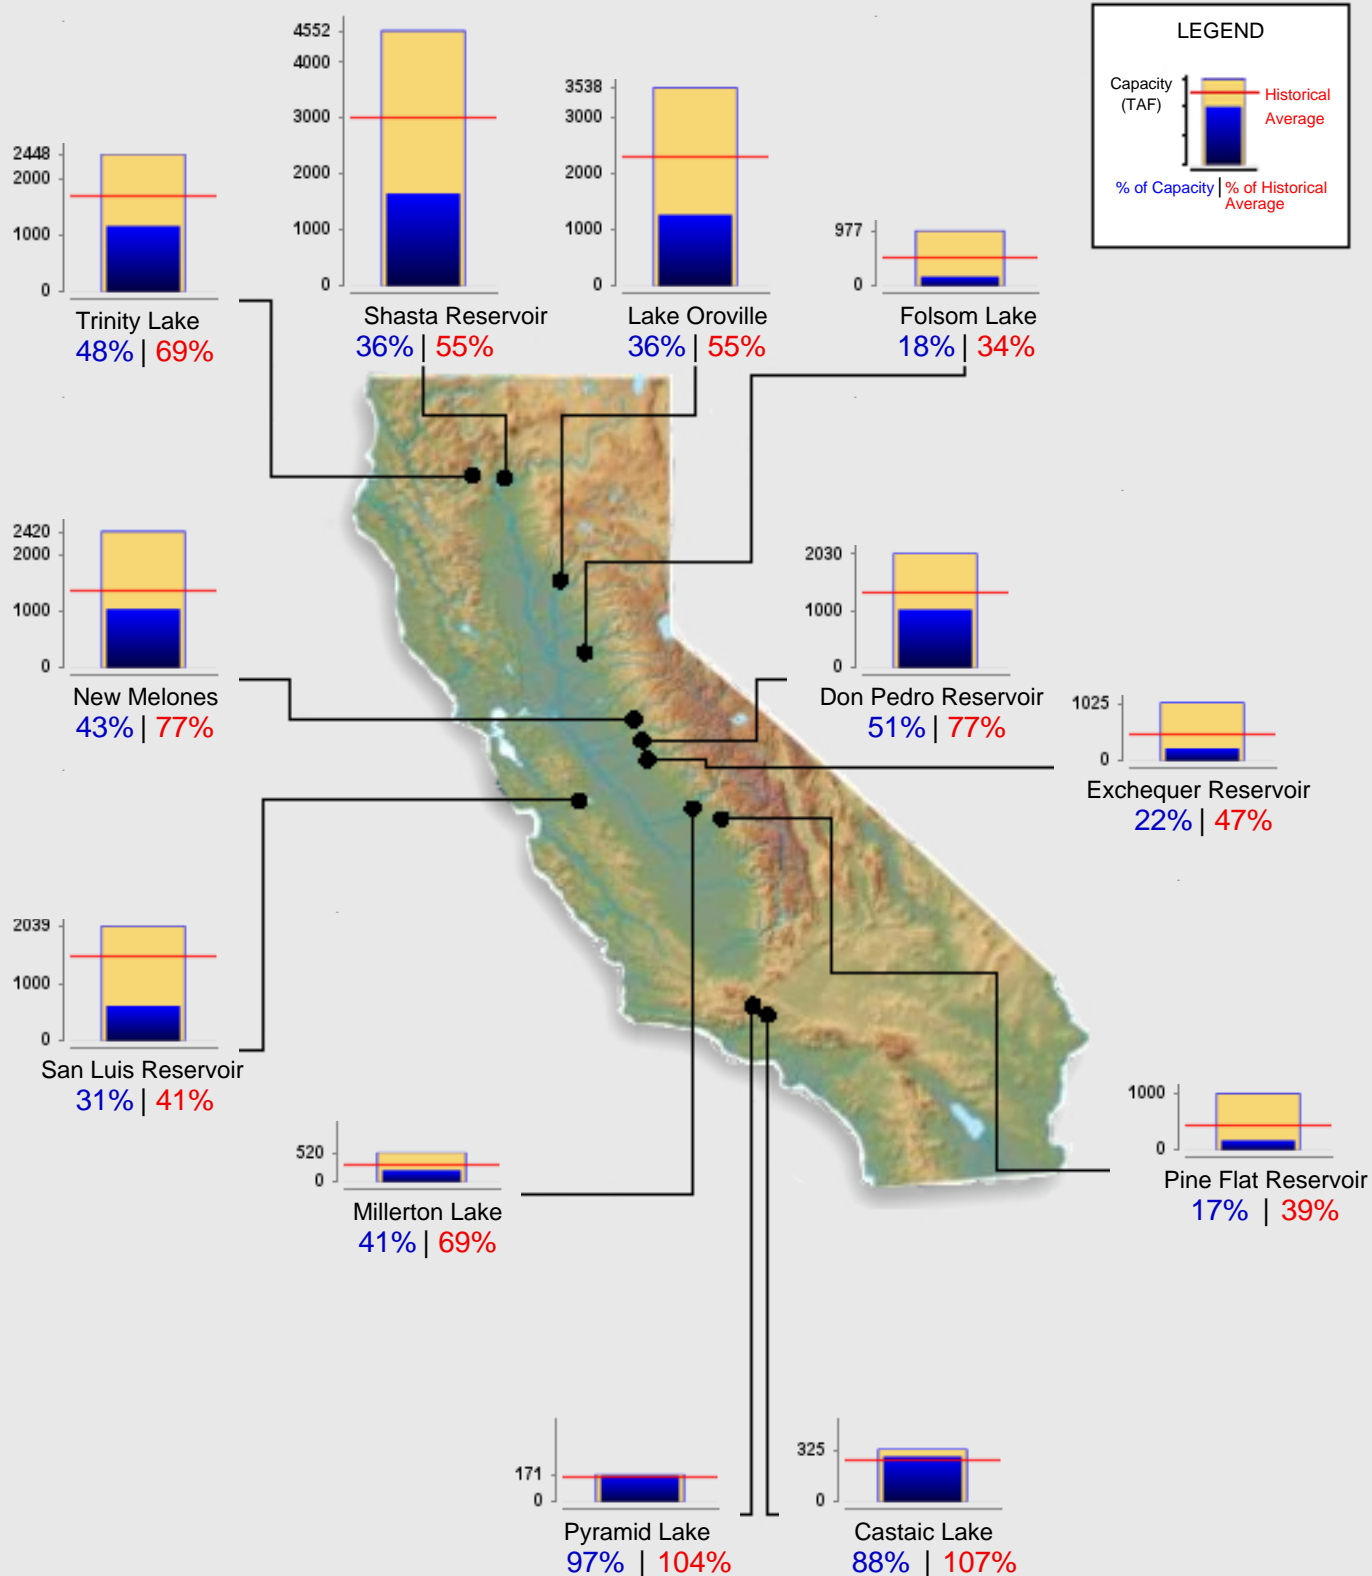 LEGEND
Capacity
(TAF)
Historical
Average
% of Capacity | % of Historical
Average
4552
4000
3000
2000
1000
0
Shasta Reservoir
36% | 55%
3538
3000
2000
1000
0
Lake Oroville
36% | 55%
2448
2000
1000
0
Trinity Lake
48% | 69%
977
0
Folsom Lake
18% | 34%
2420
2000
1000
0
New Melones
43% | 77%
2030
1000
0
Don Pedro Reservoir
51% | 77%
1025
0
Exchequer Reservoir
22% | 47%
2039
1000
0
San Luis Reservoir
31% | 41%
520
0
Millerton Lake
41% | 69%
1000
0
Pine Flat Reservoir
17% | 39%
171
0
Pyramid Lake
97% | 104%
325
0
Castaic Lake
88% | 107%